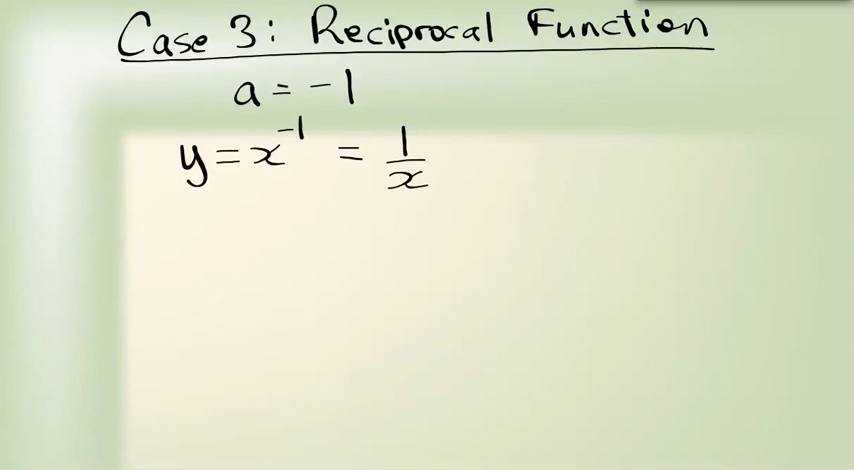 Case 3: Reciprocal Function
a = -1
y = x^-1 = 1/x